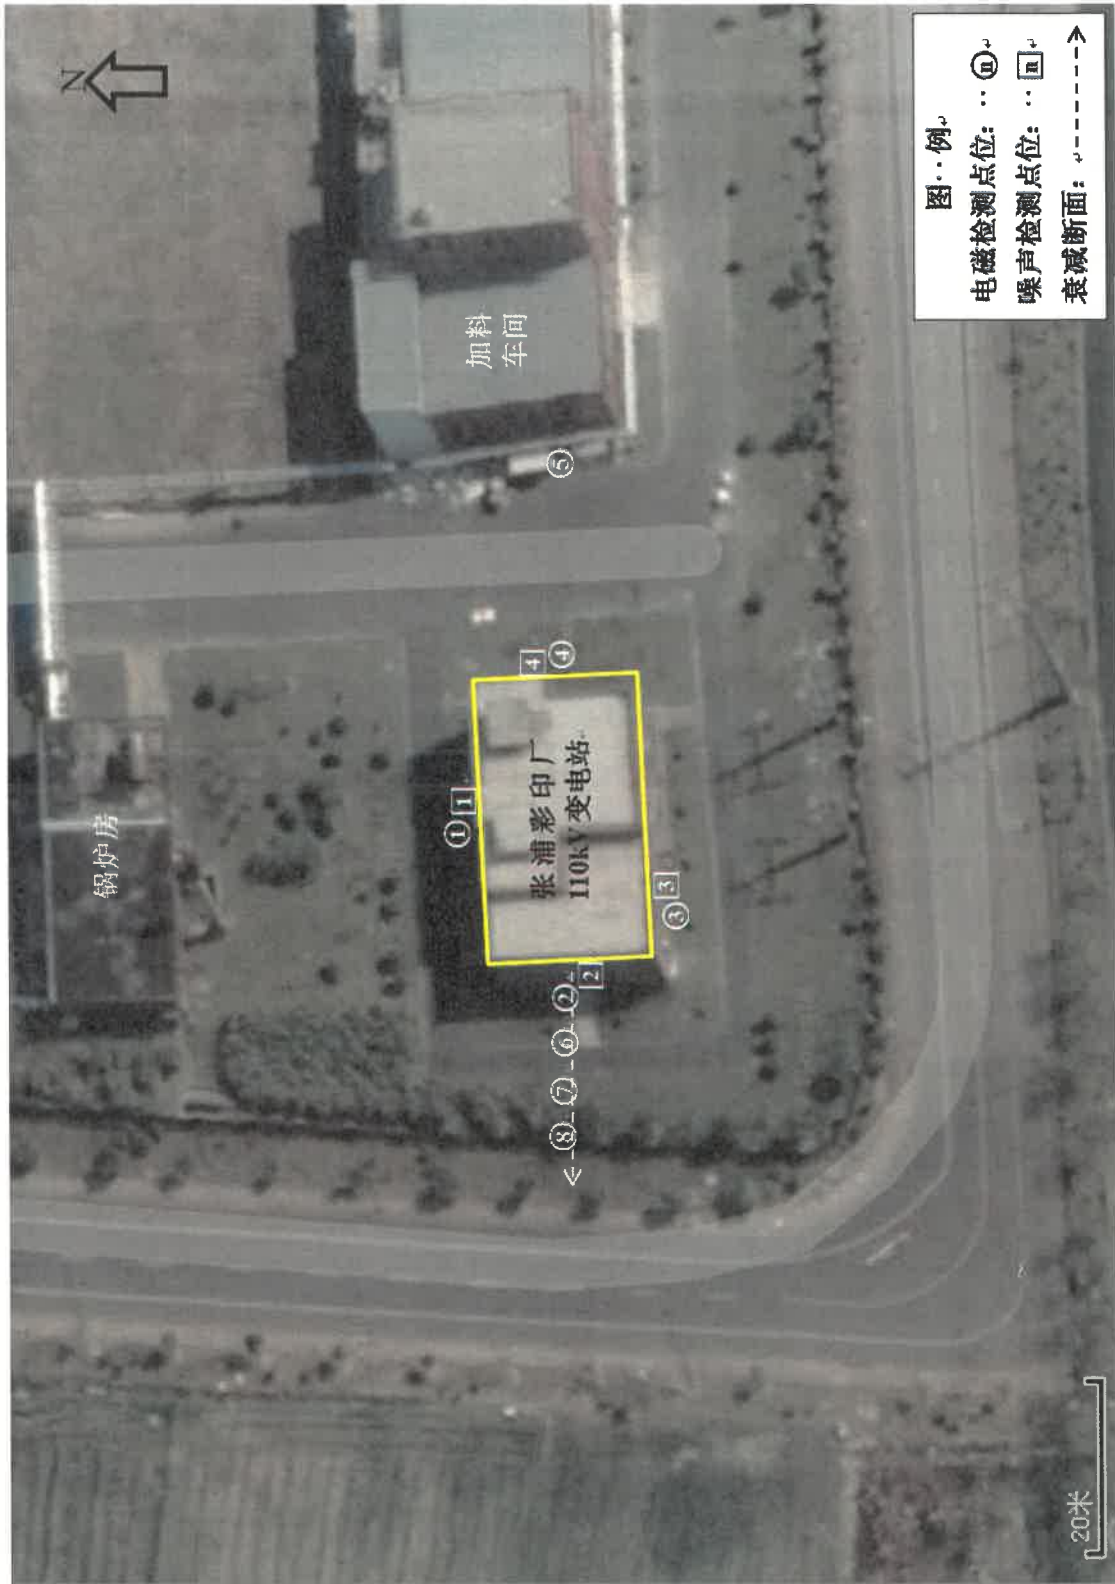 N
锅炉房
① 1
加料
车间
4
④
⑤
张浦彩印厂
110kV变电站
⑧ ⑦ ⑥ ②
2
③ 3
图··例
电磁检测点位：··ⓝ
噪声检测点位：··n
衰减断面：
20米